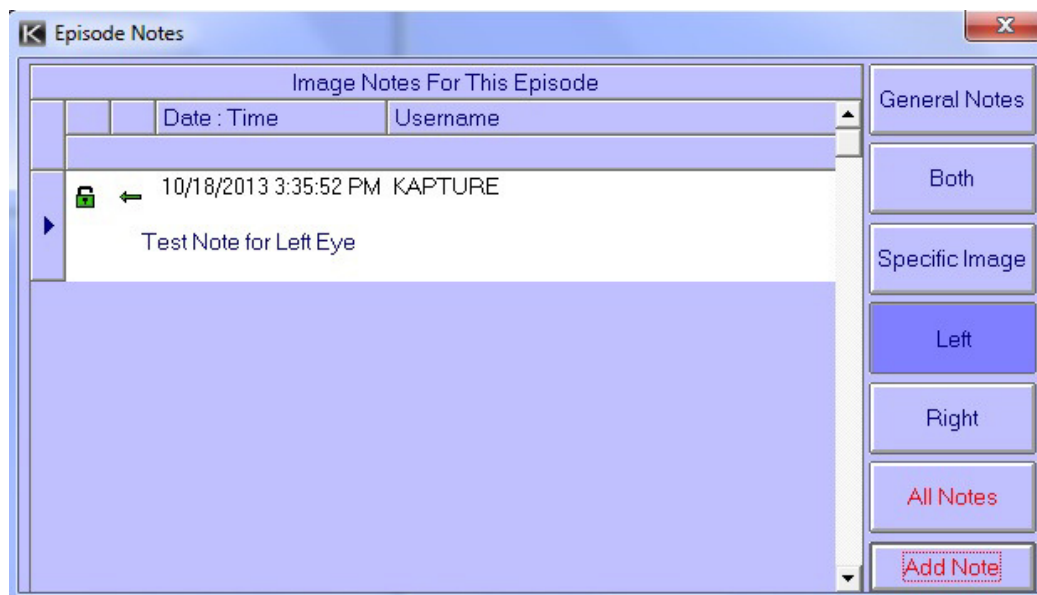 K Episode Notes
Image Notes For This Episode
Date : Time Username
10/18/2013 3:35:52 PM KAPTURE
Test Note for Left Eye
General Notes
Both
Specific Image
Left
Right
All Notes
Add Note